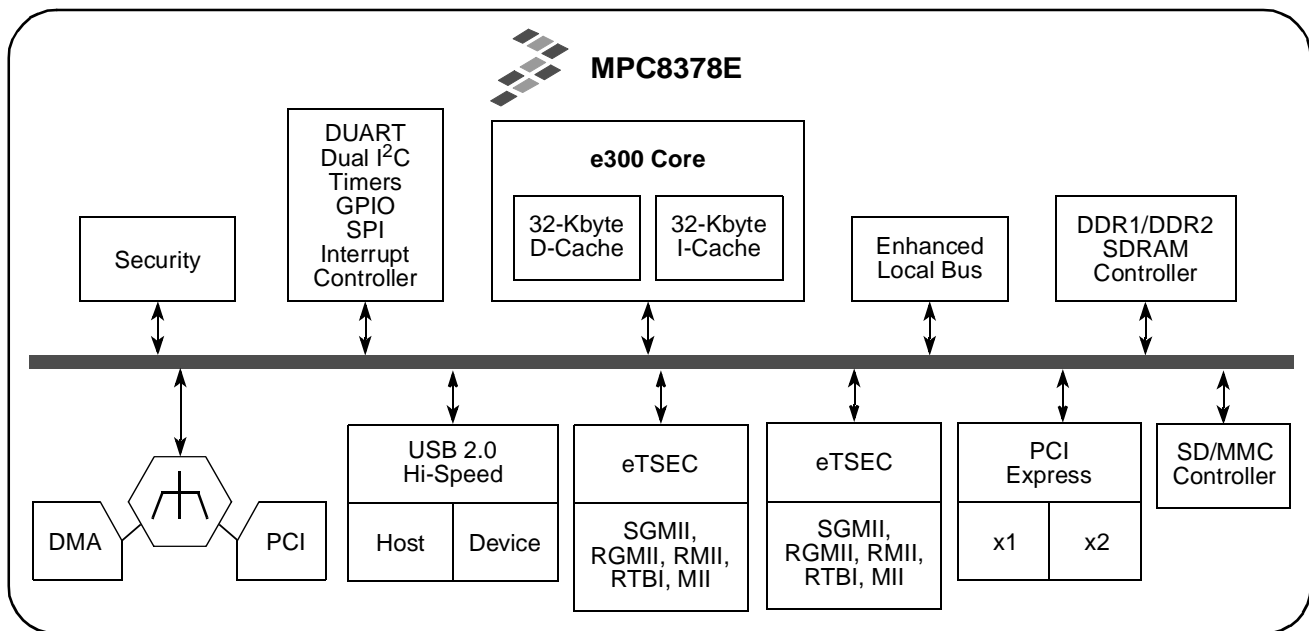 MPC8378E
DUART
Dual I²C
Timers
GPIO
SPI
Interrupt
Controller
e300 Core
32-Kbyte
D-Cache
32-Kbyte
I-Cache
Security
Enhanced
Local Bus
DDR1/DDR2
SDRAM
Controller
DMA
PCI
USB 2.0
Hi-Speed
Host
Device
eTSEC
SGMII,
RGMII, RMII,
RTBI, MII
eTSEC
SGMII,
RGMII, RMII,
RTBI, MII
PCI
Express
x1
x2
SD/MMC
Controller